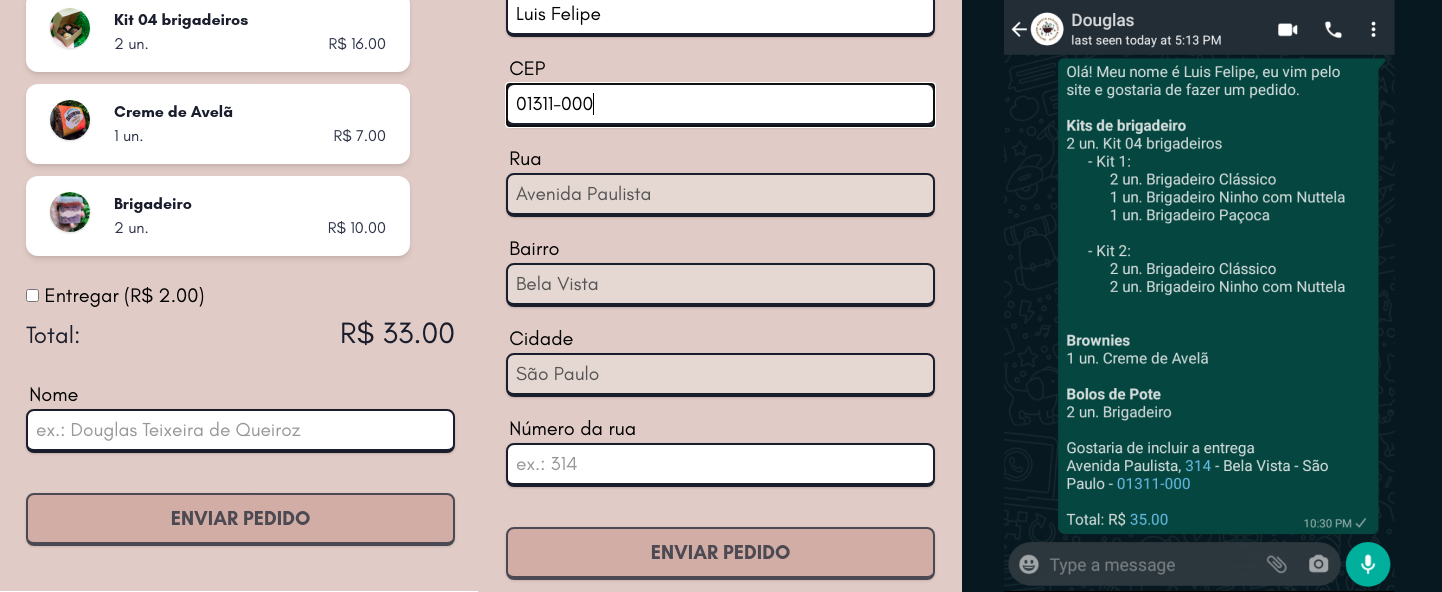 Kit 04 brigadeiros
2 un. R$ 16.00
Creme de Avelã
1 un. R$ 7.00
Brigadeiro
2 un. R$ 10.00
Entregar (R$ 2.00)
Total: R$ 33.00
Nome
ex.: Douglas Teixeira de Queiroz
ENVIAR PEDIDO
Luis Felipe
CEP
01311-000
Rua
Avenida Paulista
Bairro
Bela Vista
Cidade
São Paulo
Número da rua
ex.: 314
ENVIAR PEDIDO
Douglas
last seen today at 5:13 PM
Olá! Meu nome é Luis Felipe, eu vim pelo
site e gostaria de fazer um pedido.
Kits de brigadeiro
2 un. Kit 04 brigadeiros
- Kit 1:
2 un. Brigadeiro Clássico
1 un. Brigadeiro Ninho com Nuttela
1 un. Brigadeiro Paçoca
- Kit 2:
2 un. Brigadeiro Clássico
2 un. Brigadeiro Ninho com Nuttela
Brownies
1 un. Creme de Avelã
Bolos de Pote
2 un. Brigadeiro
Gostaria de incluir a entrega
Avenida Paulista, 314 - Bela Vista - São
Paulo - 01311-000
Total: R$ 35.00
10:30 PM
Type a message